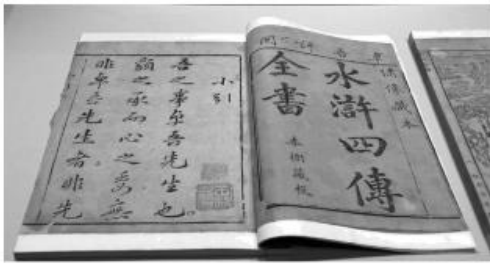 水滸四傳
全書
本衙藏板
小引
吾之事卓吾先生也
貌之承而心之委無
非卓吾先生者非先